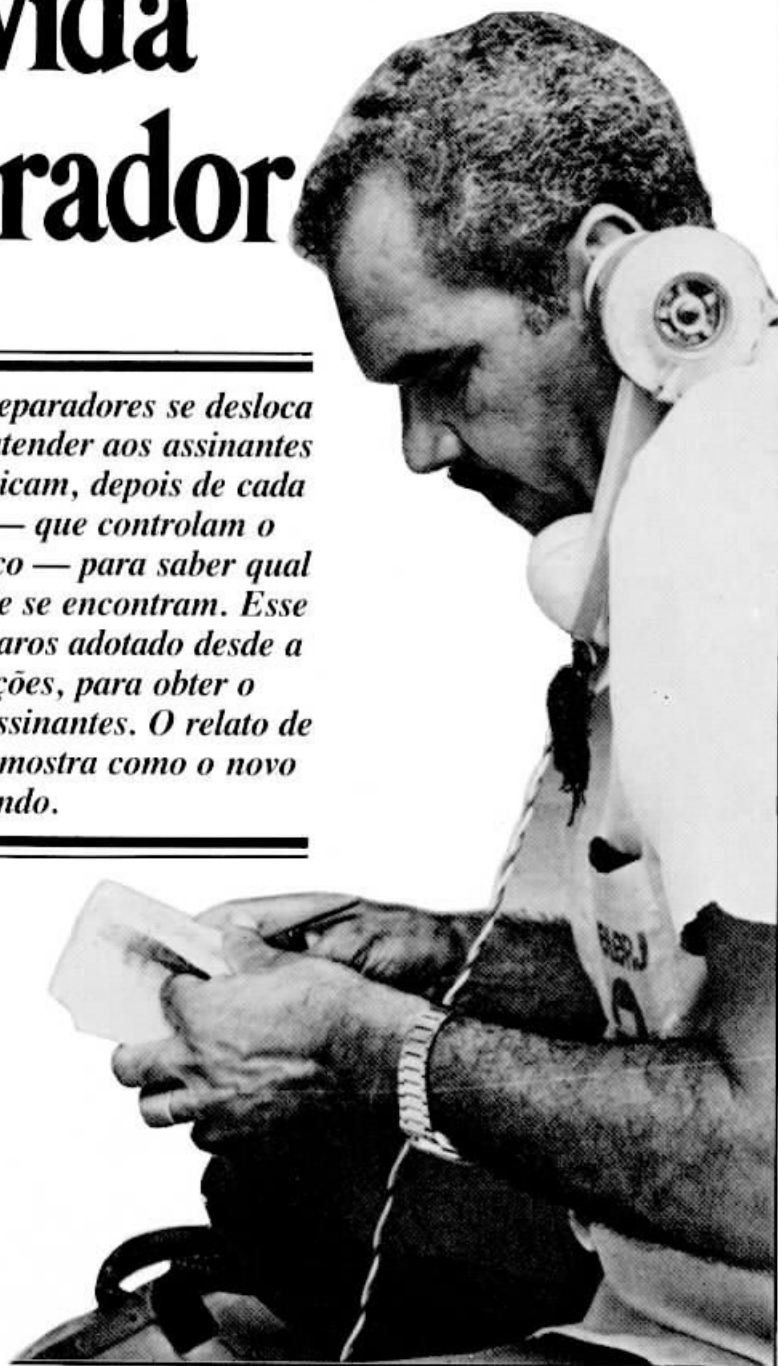 vida
rador
eparadores se desloca
tender aos assinantes
icam, depois de cada
— que controlam o
co — para saber qual
e se encontram. Esse
aros adotado desde a
ções, para obter o
ssinantes. O relato de
mostra como o novo
ndo.